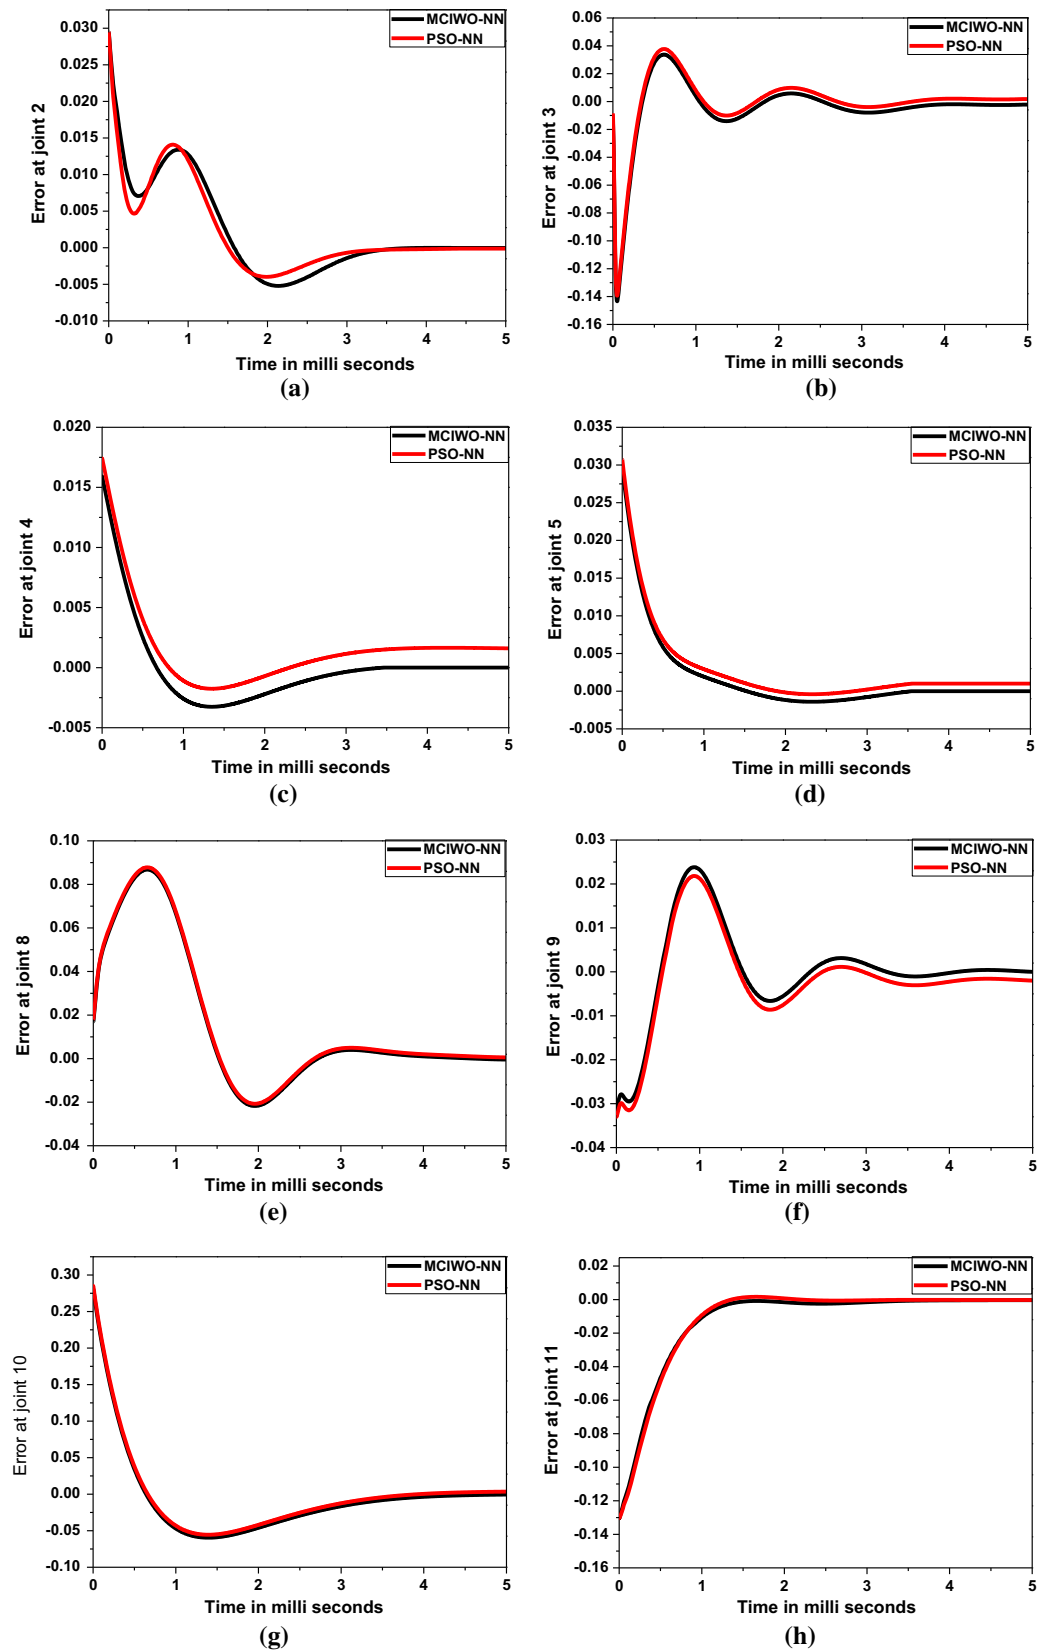 0.030
0.025
0.020
0.015
0.010
0.005
0.000
-0.005
-0.010
Error at joint 2
MCIWO-NN
PSO-NN
0 1 2 3 4 5
Time in milli seconds
(a)
0.06
0.04
0.02
0.00
-0.02
-0.04
-0.06
-0.08
-0.10
-0.12
-0.14
-0.16
Error at joint 3
MCIWO-NN
PSO-NN
0 1 2 3 4 5
Time in milli seconds
(b)
0.020
0.015
0.010
0.005
0.000
-0.005
Error at joint 4
MCIWO-NN
PSO-NN
0 1 2 3 4 5
Time in milli seconds
(c)
0.035
0.030
0.025
0.020
0.015
0.010
0.005
0.000
-0.005
Error at joint 5
MCIWO-NN
PSO-NN
0 1 2 3 4 5
Time in milli seconds
(d)
0.10
0.08
0.06
0.04
0.02
0.00
-0.02
-0.04
Error at joint 8
MCIWO-NN
PSO-NN
0 1 2 3 4 5
Time in milli seconds
(e)
0.03
0.02
0.01
0.00
-0.01
-0.02
-0.03
-0.04
Error at joint 9
MCIWO-NN
PSO-NN
0 1 2 3 4 5
Time in milli seconds
(f)
0.30
0.25
0.20
0.15
0.10
0.05
0.00
-0.05
-0.10
Error at joint 10
MCIWO-NN
PSO-NN
0 1 2 3 4 5
Time in milli seconds
(g)
0.02
0.00
-0.02
-0.04
-0.06
-0.08
-0.10
-0.12
-0.14
-0.16
Error at joint 11
MCIWO-NN
PSO-NN
0 1 2 3 4 5
Time in milli seconds
(h)